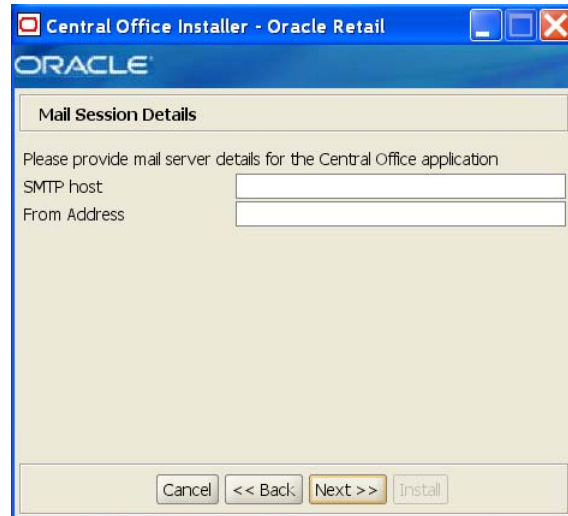 Central Office Installer - Oracle Retail
ORACLE
Mail Session Details
Please provide mail server details for the Central Office application
SMTP host
From Address
Cancel << Back Next >> Install